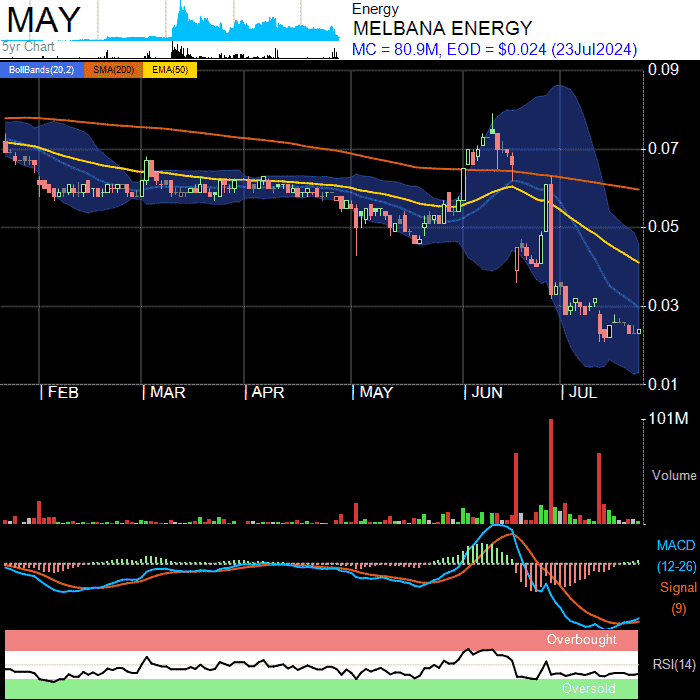 MAY
5yr Chart
Energy
MELBANA ENERGY
MC = 80.9M, EOD = $0.024 (23Jul2024)
BollBands(20,2) SMA(200) EMA(50)
0.09
0.07
0.05
0.03
0.01
FEB MAR APR MAY JUN JUL
101M
Volume
MACD
(12-26)
Signal
(9)
Overbought
RSI(14)
Oversold